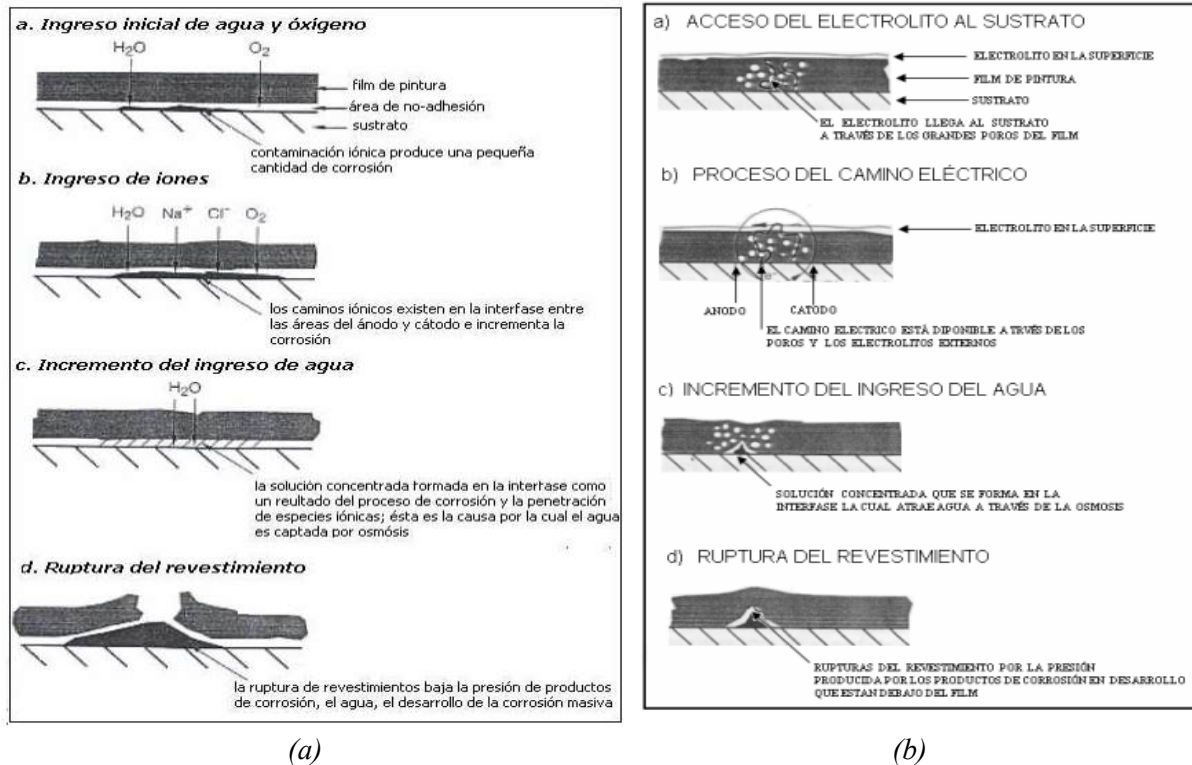 a. Ingreso inicial de agua y óxigeno
H₂O
O₂
film de pintura
área de no-adhesión
sustrato
contaminación iónica produce una pequeña
cantidad de corrosión
b. Ingreso de iones
H₂O Na⁺ Cl⁻ O₂
los caminos iónicos existen en la interfase entre
las áreas del ánodo y cátodo e incrementa la
corrosión
c. Incremento del ingreso de agua
H₂O
la solución concentrada formada en la interfase como
un reultado del proceso de corrosión y la penetración
de especies iónicas; ésta es la causa por la cual el agua
es captada por osmósis
d. Ruptura del revestimiento
la ruptura de revestimientos baja la presión de productos
de corrosión, el agua, el desarrollo de la corrosión masiva
(a)
a) ACCESO DEL ELECTROLITO AL SUSTRATO
ELECTROLITO EN LA SUPERFICIE
FILM DE PINTURA
SUSTRATO
EL ELECTROLITO LLEGA AL SUSTRATO
A TRAVÉS DE LOS GRANDES POROS DEL FILM
b) PROCESO DEL CAMINO ELÉCTRICO
ELECTROLITO EN LA SUPERFICIE
e⁻
ANODO
CÁTODO
EL CAMINO ELECTRICO ESTÁ DIPONIBLE A TRVÉS DE LOS
POROS Y LOS ELECTROLITOS EXTERNOS
c) INCREMENTO DEL INGRESO DEL AGUA
SOLUCIÓN CONCENTRADA QUE SE FORMA EN LA
INTERFASE LA CUAL ATRAE AGUA A TRAVÉS DE LA OSMOSIS
d) RUPTURA DEL REVESTIMIENTO
RUPTURAS DEL REVESTIMIENTO POR LA PRESIÓN
PRODUCIDA POR LOS PRODUCTOS DE CORROSIÓN EN DESARROLLO
QUE ESTAN DEBAJO DEL FILM
(b)